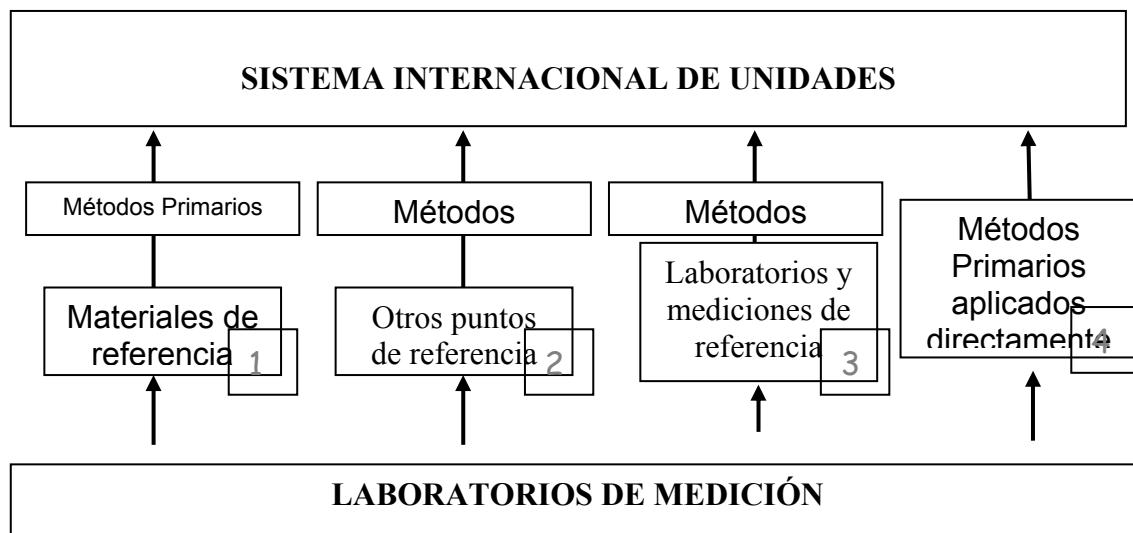 SISTEMA INTERNACIONAL DE UNIDADES
Métodos Primarios
Métodos
Métodos
Métodos
Primarios
aplicados
directamente
4
Materiales de
referencia
1
Otros puntos
de referencia
2
Laboratorios y
mediciones de
referencia
3
LABORATORIOS DE MEDICIÓN